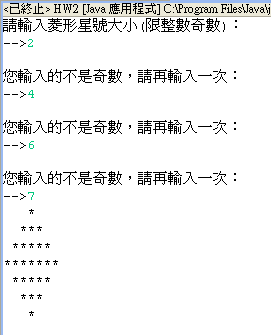 <已終止> HW2 [Java 應用程式] C:\Program Files\Java\j
請輸入菱形星號大小(限整數奇數)：
-->2
您輸入的不是奇數，請再輸入一次：
-->4
您輸入的不是奇數，請再輸入一次：
-->6
您輸入的不是奇數，請再輸入一次：
-->7
   *
  ***
 *****
*******
 *****
  ***
   *